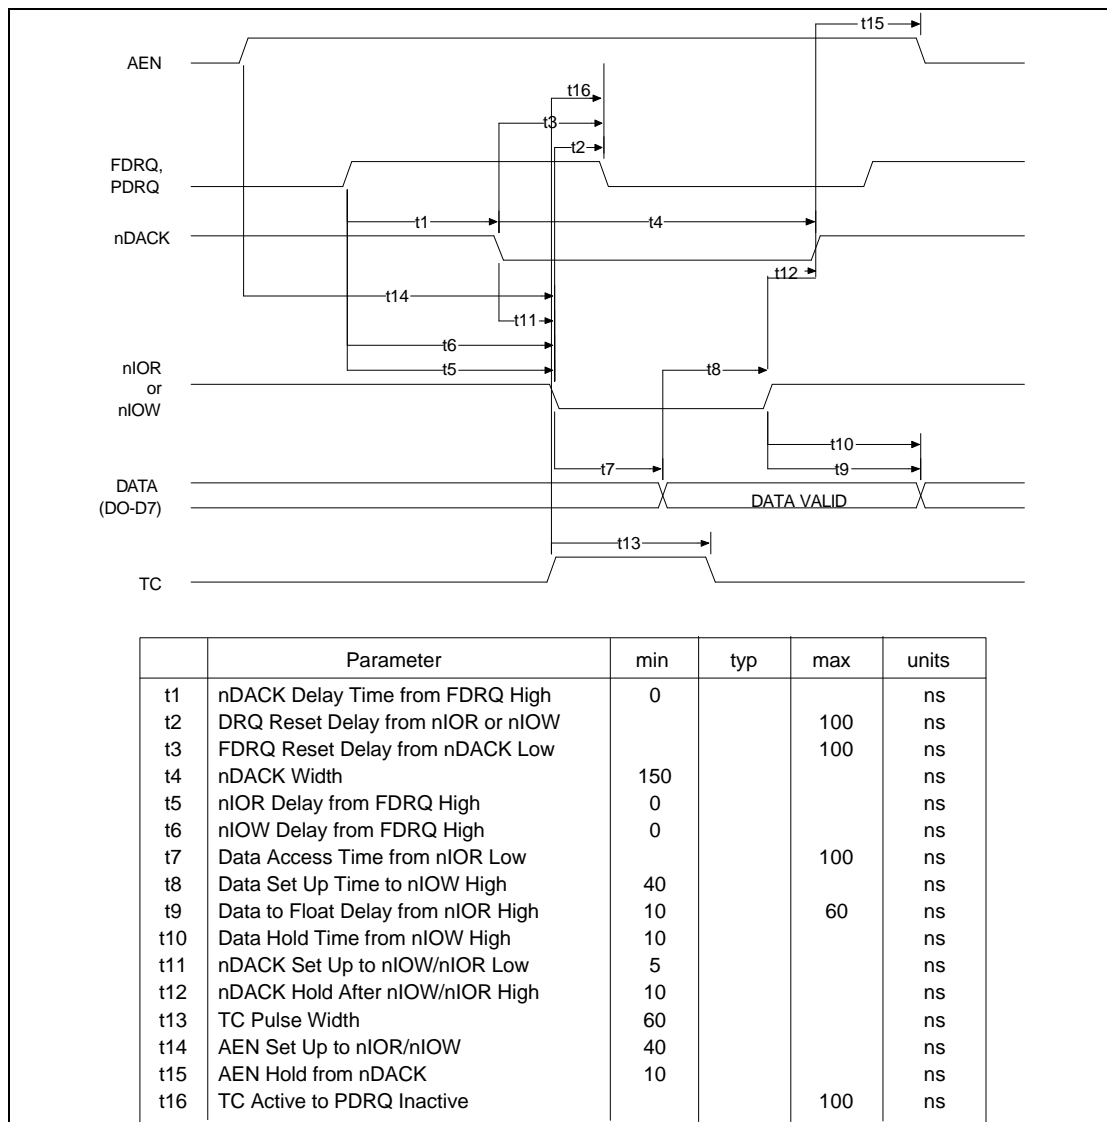 t15
AEN
t16
t3
t2
FDRQ,
PDRQ
t1
t4
nDACK
t12
t14
t11
t6
t5
t8
nIOR
or
nIOW
t10
t9
t7
DATA
(DO-D7)
DATA VALID
t13
TC
Parameter min typ max units
t1 nDACK Delay Time from FDRQ High 0 ns
t2 DRQ Reset Delay from nIOR or nIOW 100 ns
t3 FDRQ Reset Delay from nDACK Low 100 ns
t4 nDACK Width 150 ns
t5 nIOR Delay from FDRQ High 0 ns
t6 nIOW Delay from FDRQ High 0 ns
t7 Data Access Time from nIOR Low 100 ns
t8 Data Set Up Time to nIOW High 40 ns
t9 Data to Float Delay from nIOR High 10 60 ns
t10 Data Hold Time from nIOW High 10 ns
t11 nDACK Set Up to nIOW/nIOR Low 5 ns
t12 nDACK Hold After nIOW/nIOR High 10 ns
t13 TC Pulse Width 60 ns
t14 AEN Set Up to nIOR/nIOW 40 ns
t15 AEN Hold from nDACK 10 ns
t16 TC Active to PDRQ Inactive 100 ns